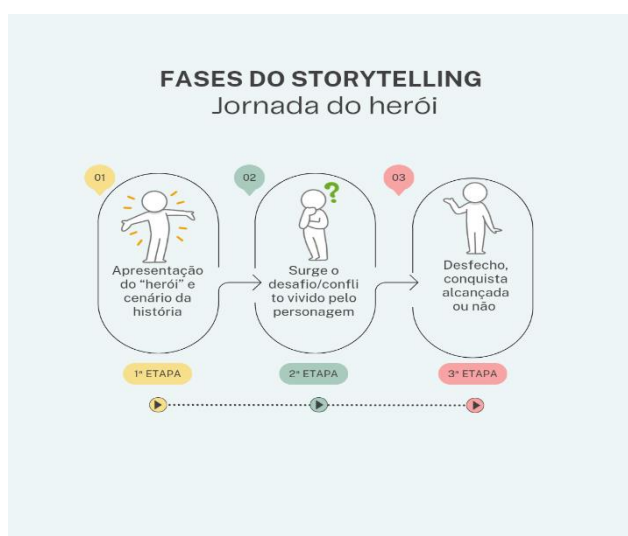 FASES DO STORYTELLING
Jornada do herói
01
Apresentação
do “herói” e
cenário da
história
1ª ETAPA
02
?
Surge o
desafio/confli
to vivido pelo
personagem
2ª ETAPA
03
Desfecho,
conquista
alcançada
ou não
3ª ETAPA